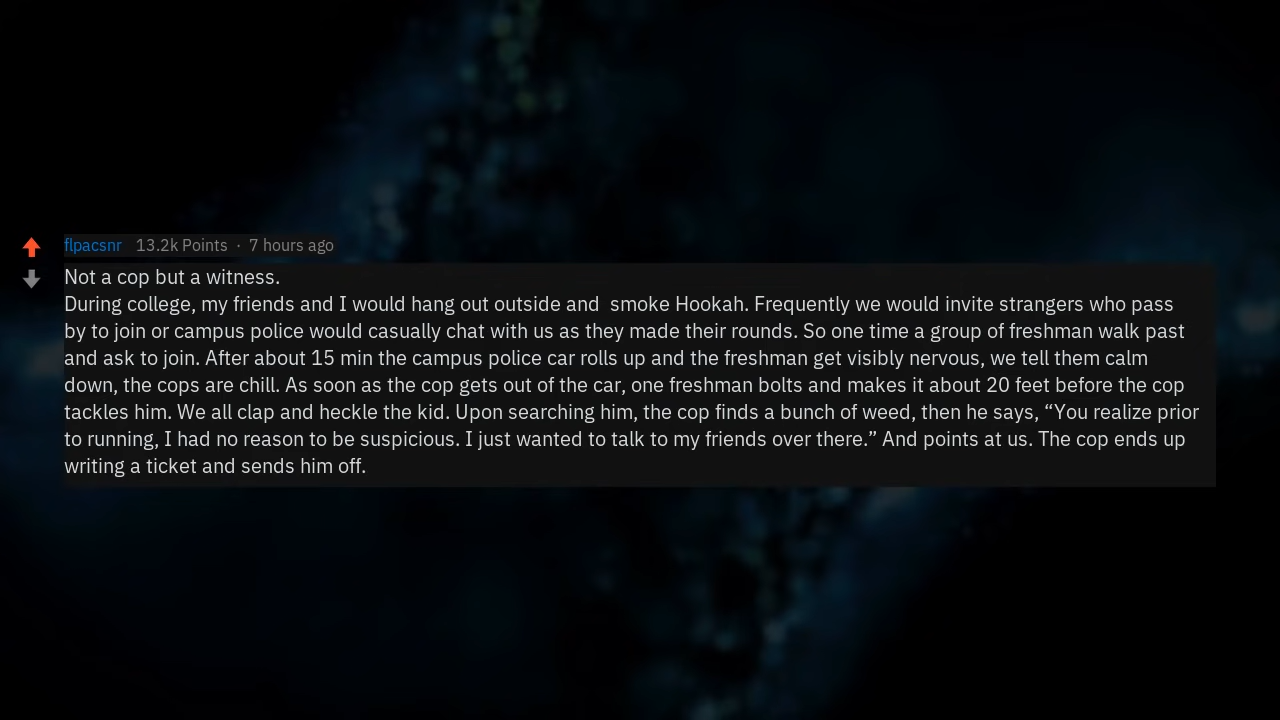 flpacsnr 13.2k Points · 7 hours ago
Not a cop but a witness.
During college, my friends and I would hang out outside and  smoke Hookah. Frequently we would invite strangers who pass
by to join or campus police would casually chat with us as they made their rounds. So one time a group of freshman walk past
and ask to join. After about 15 min the campus police car rolls up and the freshman get visibly nervous, we tell them calm
down, the cops are chill. As soon as the cop gets out of the car, one freshman bolts and makes it about 20 feet before the cop
tackles him. We all clap and heckle the kid. Upon searching him, the cop finds a bunch of weed, then he says, “You realize prior
to running, I had no reason to be suspicious. I just wanted to talk to my friends over there.” And points at us. The cop ends up
writing a ticket and sends him off.